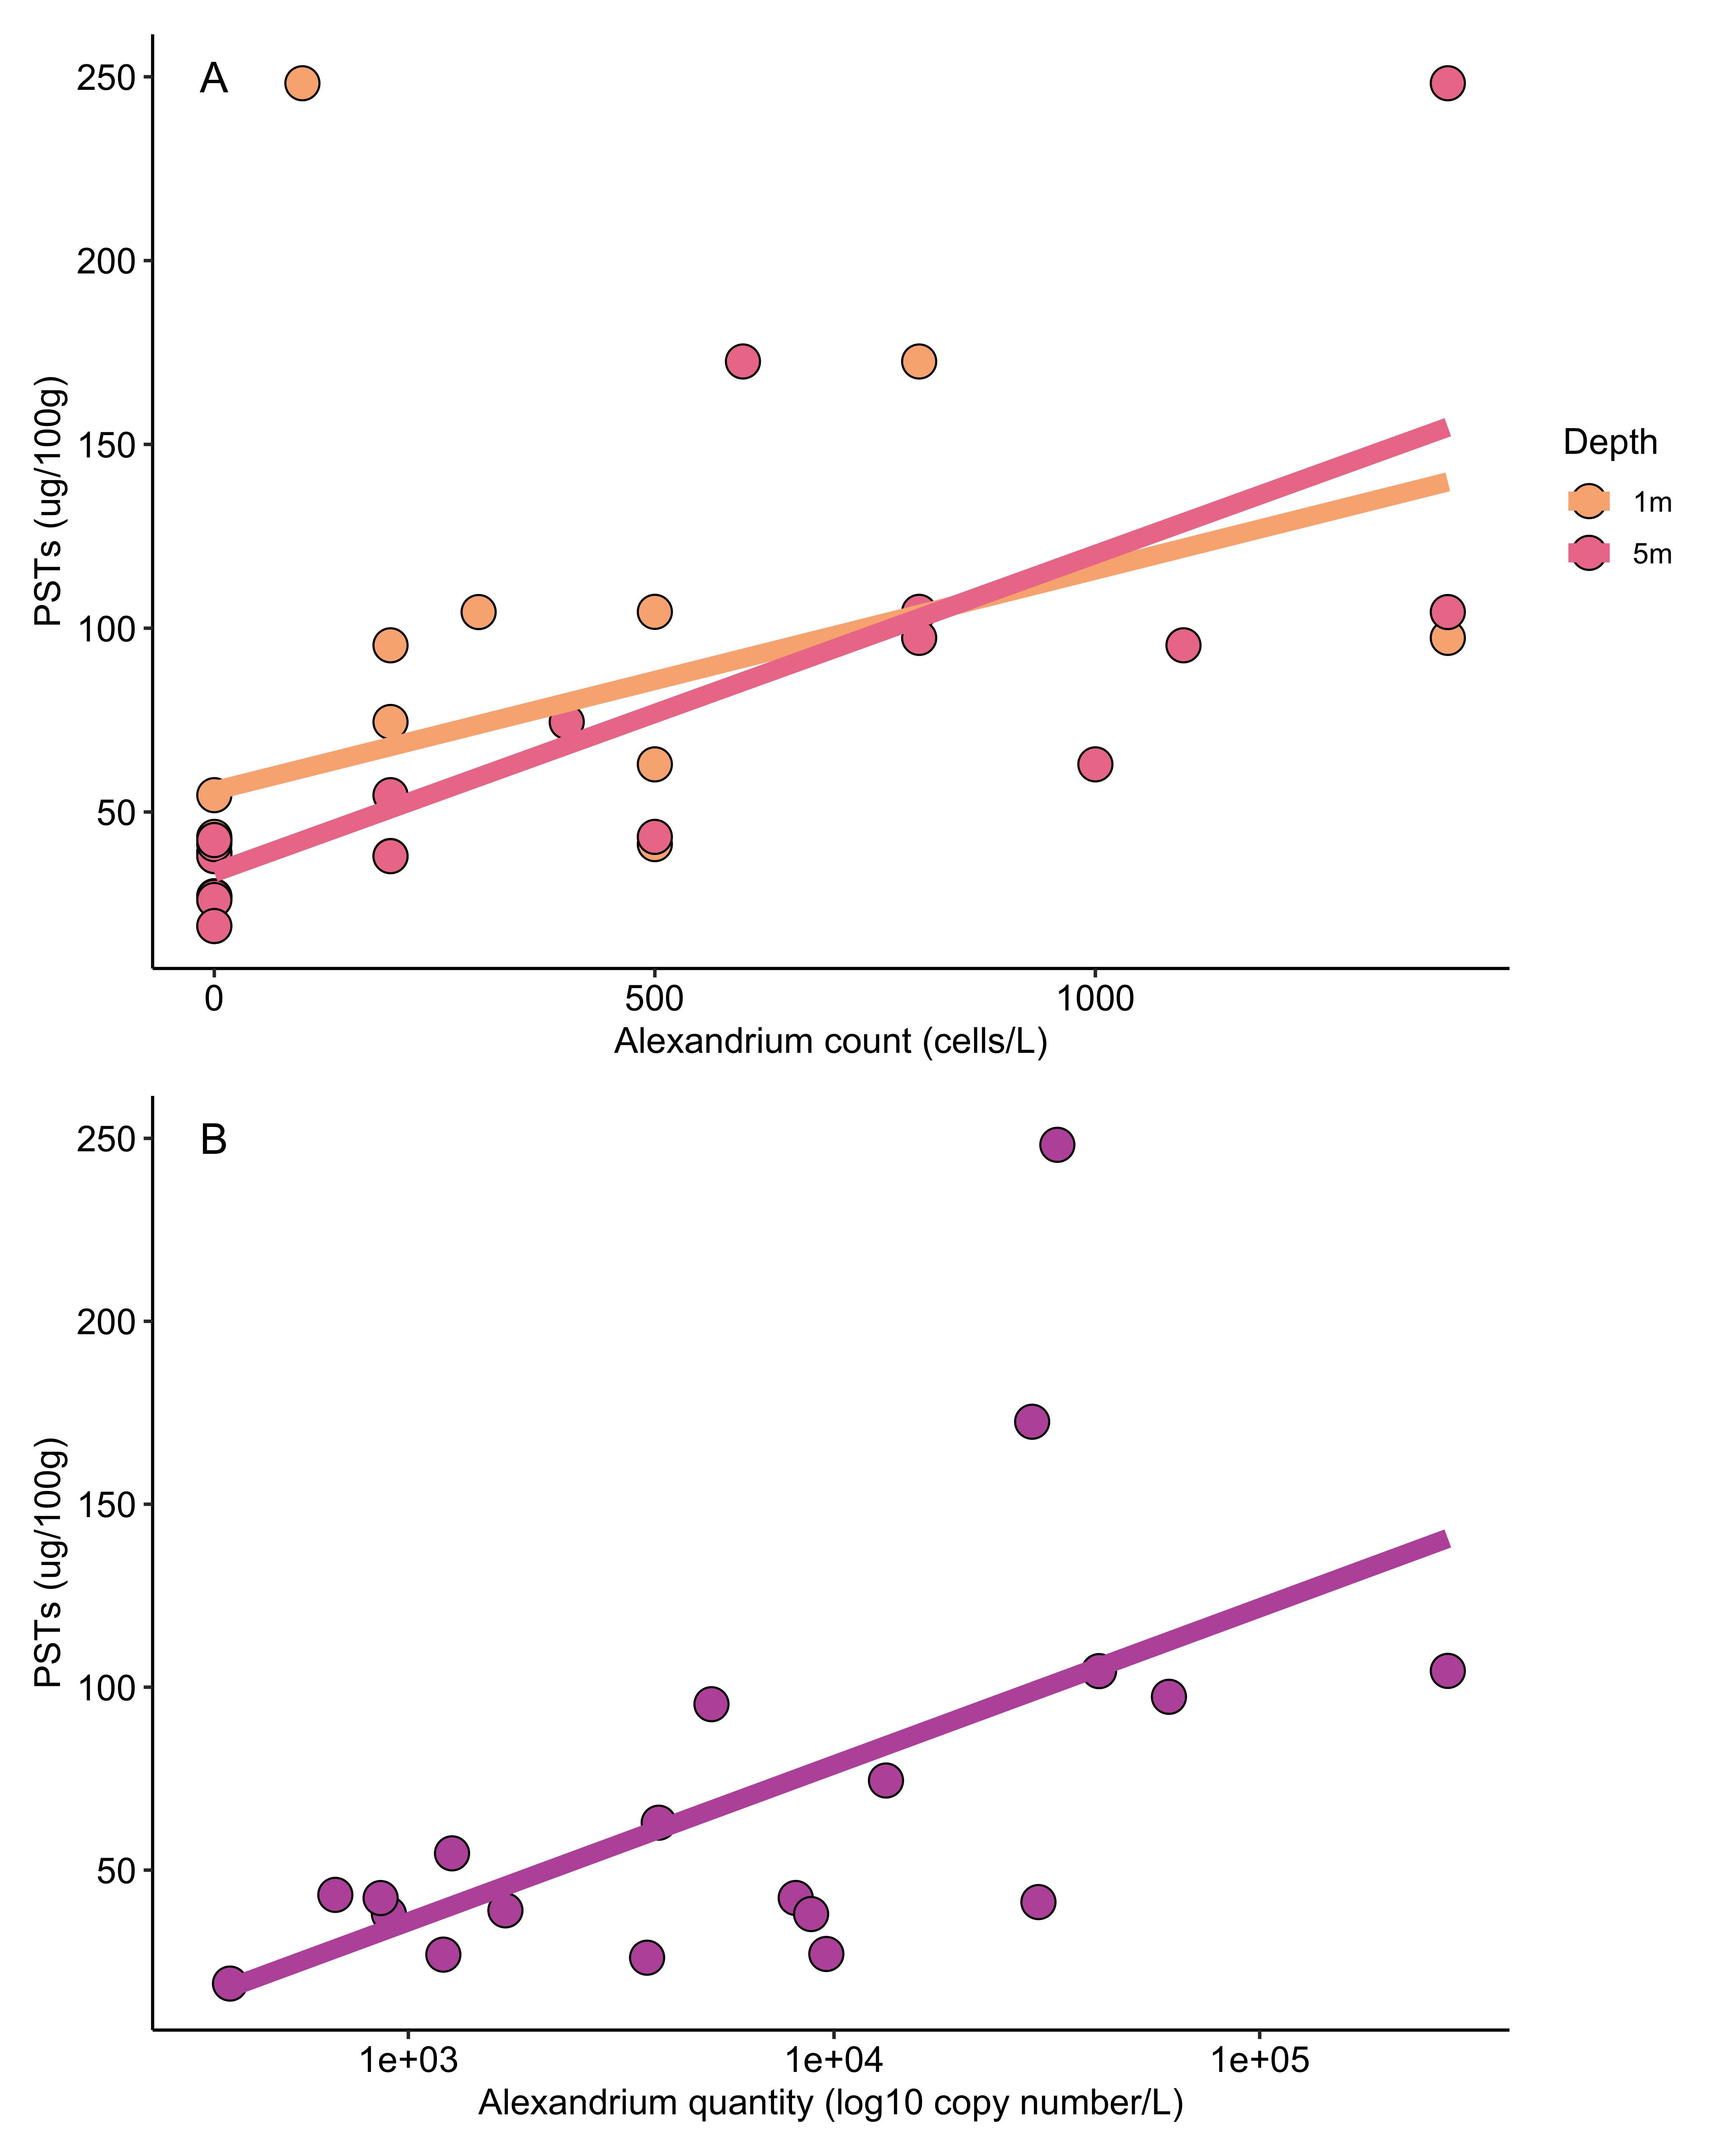 A
250
200
150
100
50
PSTs (ug/100g)
0 500 1000
Alexandrium count (cells/L)
Depth
1m
5m
B
250
200
150
100
50
PSTs (ug/100g)
1e+03 1e+04 1e+05
Alexandrium quantity (log10 copy number/L)